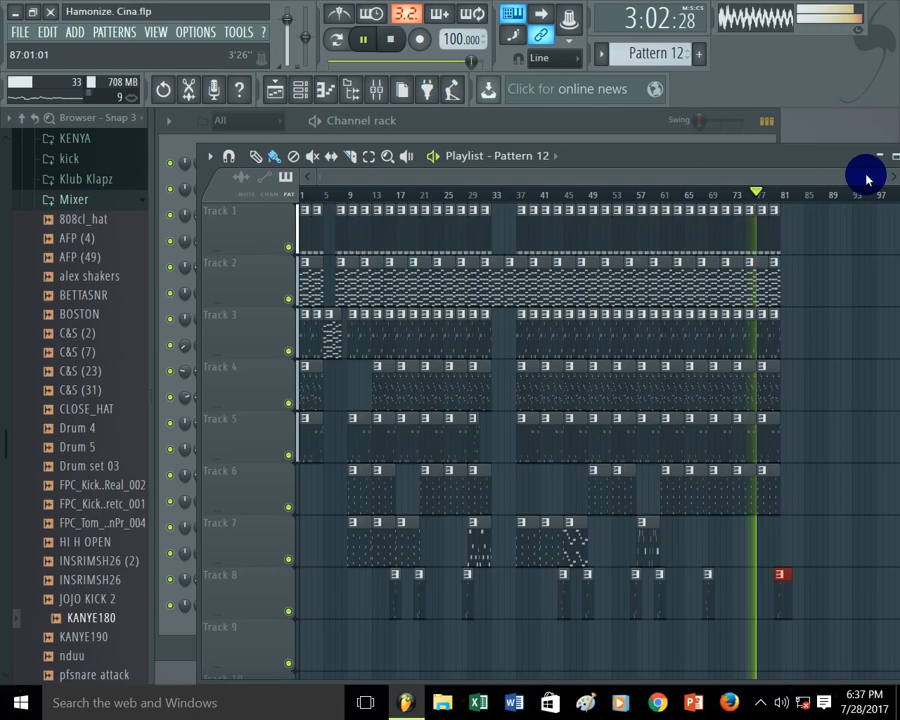 Hamonize. Cina.flp
3:02:28
M:S:CS
FILE EDIT ADD PATTERNS VIEW OPTIONS TOOLS ?
3.2.
100.000
87:01:01
3'26"
Line
Pattern 12
33
708 MB
9
Click for online news
Browser - Snap 3
All
Channel rack
Swing
KENYA
kick
Klub Klapz
Mixer
808cl_hat
AFP (4)
AFP (49)
alex shakers
BETTASNR
BOSTON
C&S (2)
C&S (7)
C&S (23)
C&S (31)
CLOSE_HAT
Drum 4
Drum 5
Drum set 03
FPC_Kick..Real_002
FPC_Kick..retc_001
FPC_Tom_..nPr_004
HI H OPEN
INSRIMSH26 (2)
INSRIMSH26
JOJO KICK 2
KANYE180
KANYE190
nduu
pfsnare attack
Playlist - Pattern 12
NOTE CHAN PAT
1 5 9 13 17 21 25 29 33 37 41 45 49 53 57 61 65 69 73 77 81 85 89 93 97
Track 1
Track 2
Track 3
Track 4
Track 5
Track 6
Track 7
Track 8
Track 9
Search the web and Windows
6:37 PM
7/28/2017